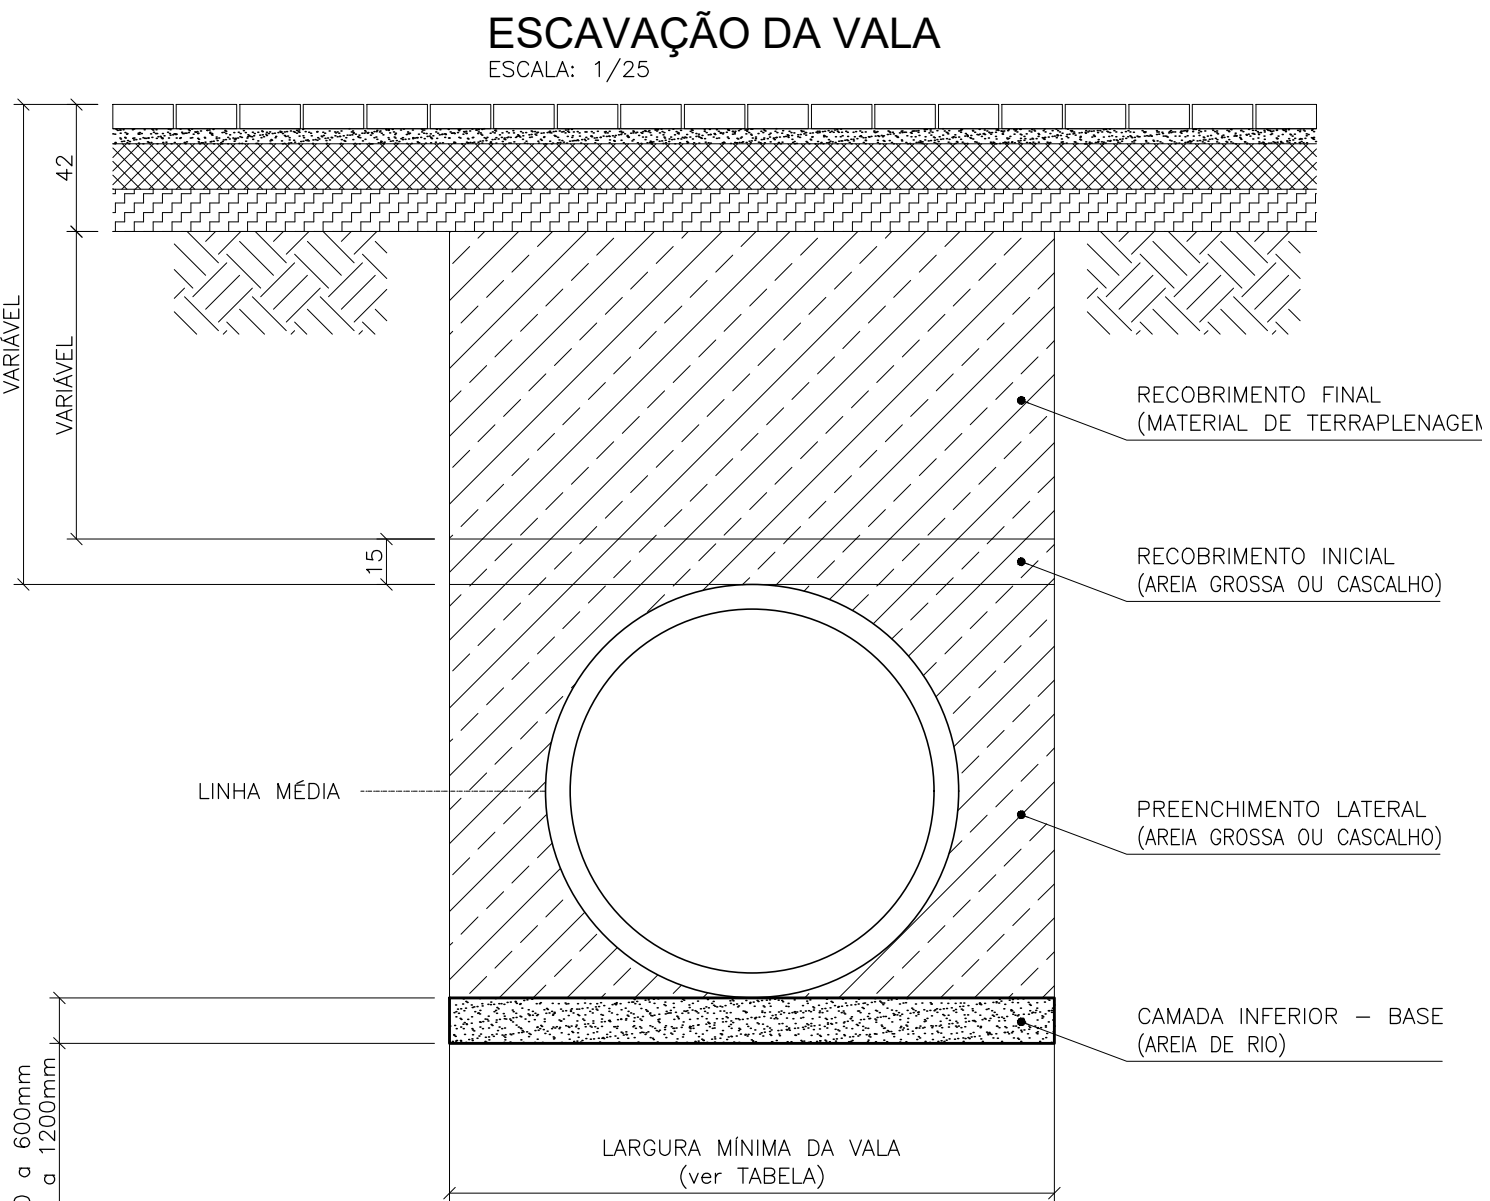 ESCAVAÇÃO DA VALA
ESCALA: 1/25
42
VARIÁVEL
VARIÁVEL
15
RECOBRIMENTO FINAL
(MATERIAL DE TERRAPLENAGEM
RECOBRIMENTO INICIAL
(AREIA GROSSA OU CASCALHO)
LINHA MÉDIA
PREENCHIMENTO LATERAL
(AREIA GROSSA OU CASCALHO)
CAMADA INFERIOR – BASE
(AREIA DE RIO)
a 600mm
a 1200mm
LARGURA MÍNIMA DA VALA
(ver TABELA)